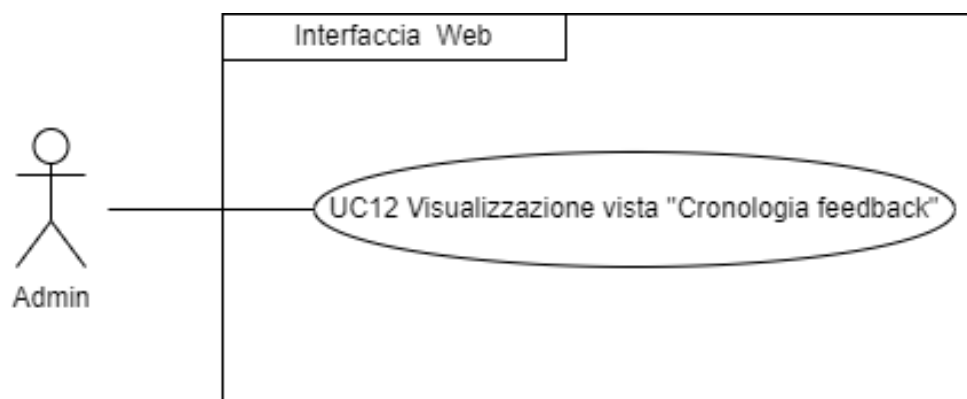 Interfaccia Web
UC12 Visualizzazione vista "Cronologia feedback"
Admin